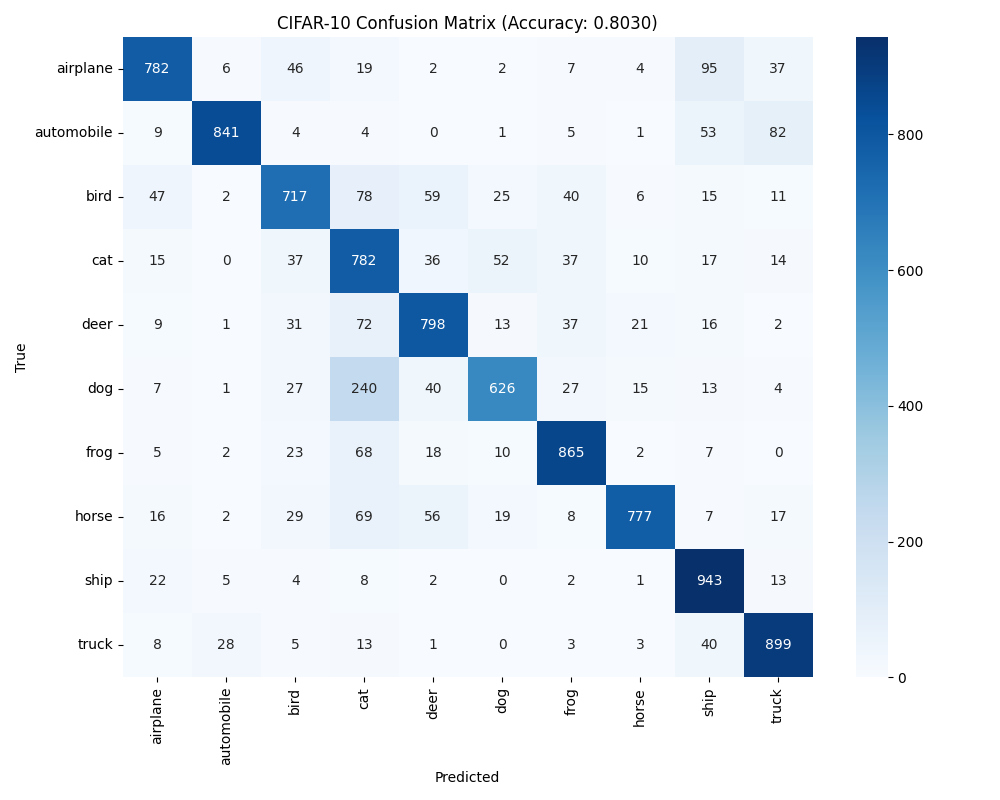 CIFAR-10 Confusion Matrix (Accuracy: 0.8030)
airplane 782 6 46 19 2 2 7 4 95 37
automobile 9 841 4 4 0 1 5 1 53 82
bird 47 2 717 78 59 25 40 6 15 11
cat 15 0 37 782 36 52 37 10 17 14
deer 9 1 31 72 798 13 37 21 16 2
dog 7 1 27 240 40 626 27 15 13 4
frog 5 2 23 68 18 10 865 2 7 0
horse 16 2 29 69 56 19 8 777 7 17
ship 22 5 4 8 2 0 2 1 943 13
truck 8 28 5 13 1 0 3 3 40 899
airplane automobile bird cat deer dog frog horse ship truck
Predicted
True
800
600
400
200
0